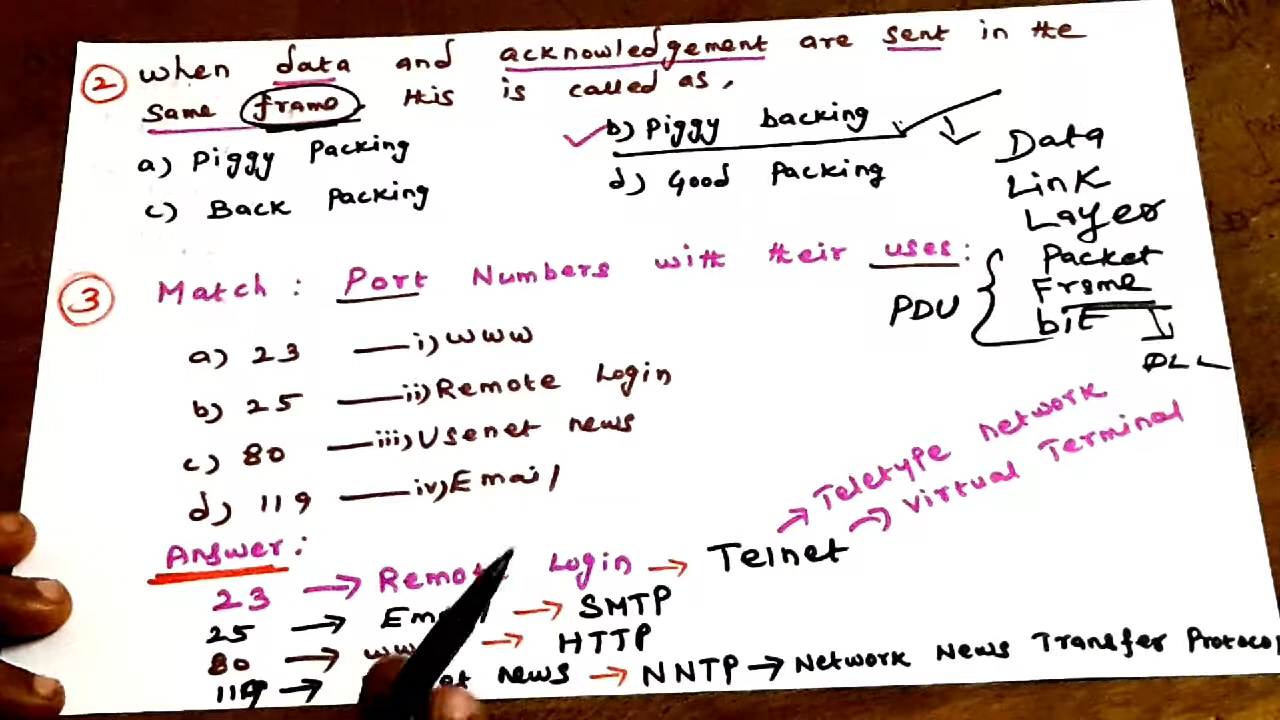 2 When data and acknowledgement are sent in the
same frame, this is called as,
a) Piggy Packing
b) Piggy backing
c) Back Packing
d) Good Packing
Data
Link
Layer
PDU
Packet
Frame
bit
DLL
3 Match: Port Numbers with their uses:
a) 23 — i) WWW
b) 25 — ii) Remote Login
c) 80 — iii) Usenet news
d) 119 — iv) Email
Answer:
23 → Remote Login → Telnet
→ Teletype network
→ Virtual Terminal
25 → → SMTP
80 → → HTTP
119 → news → NNTP → Network News Transfer